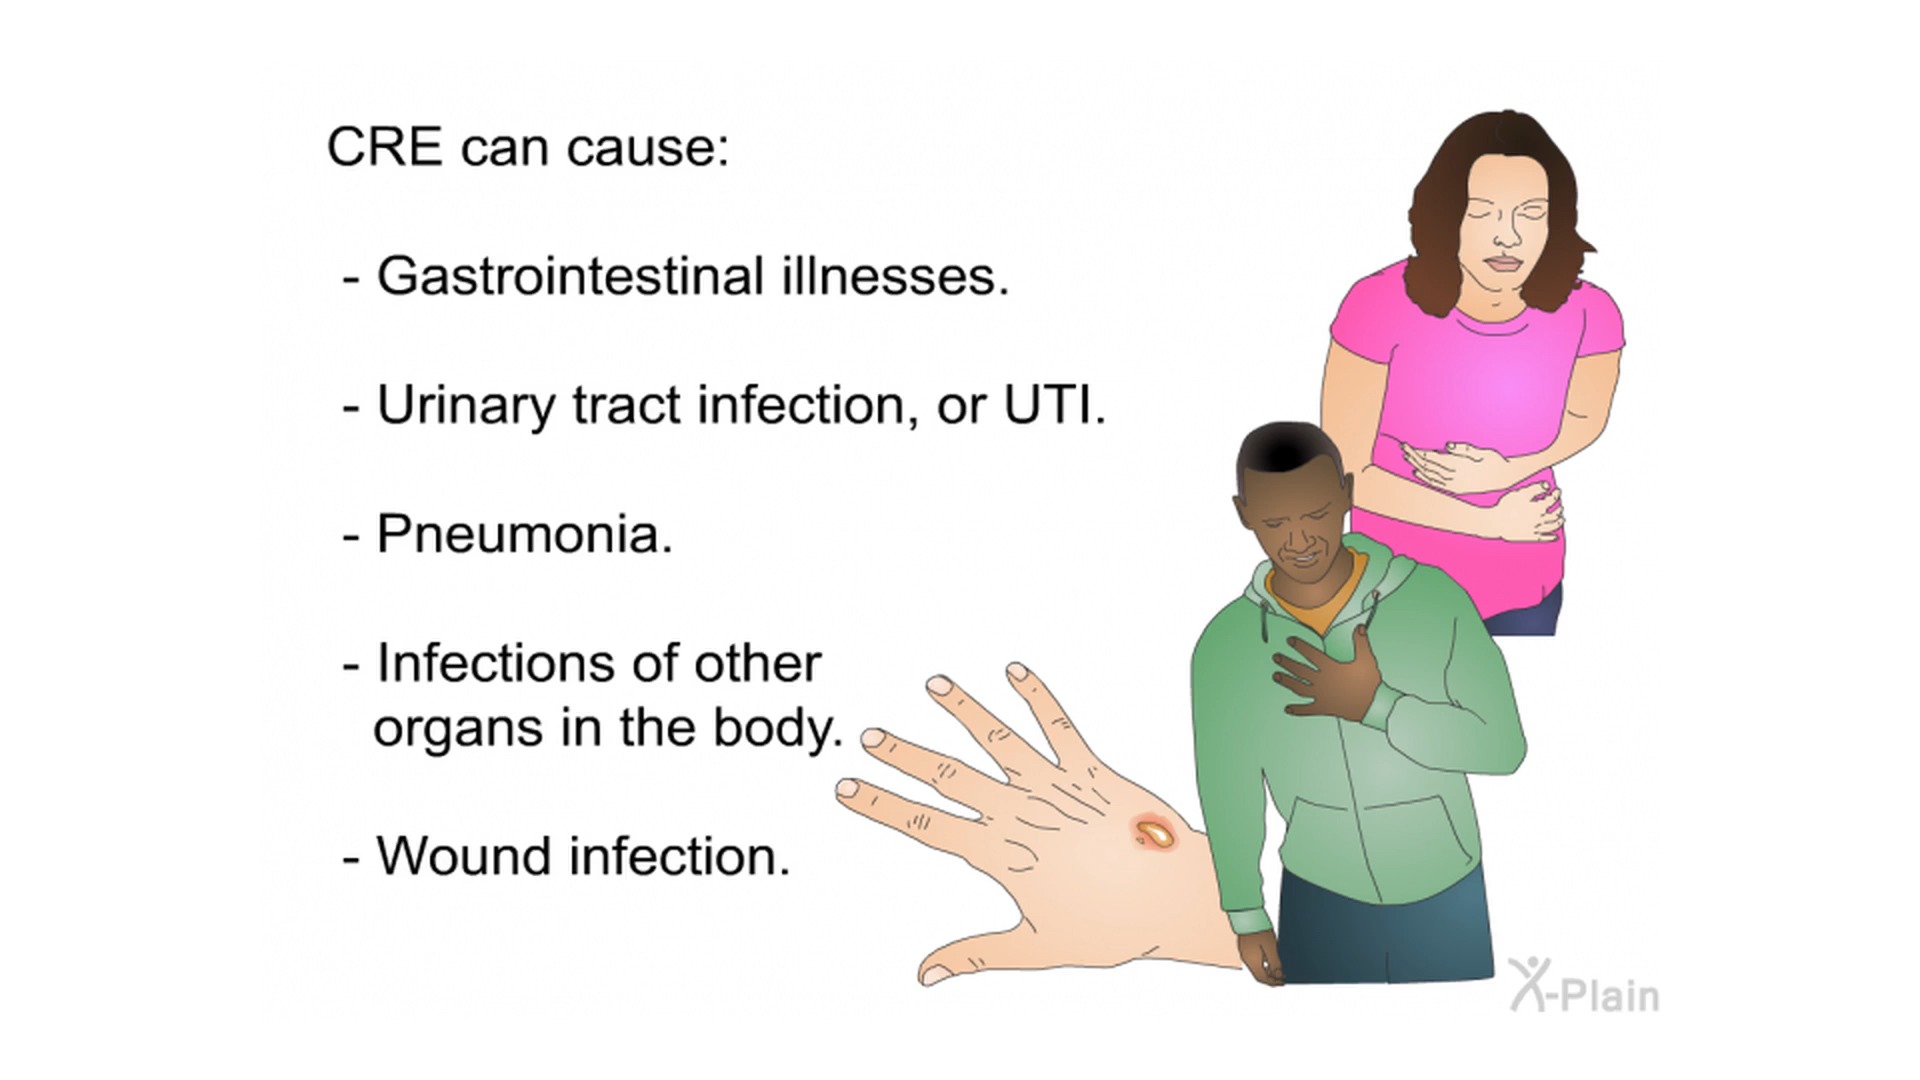 CRE can cause:
- Gastrointestinal illnesses.
- Urinary tract infection, or UTI.
- Pneumonia.
- Infections of other
organs in the body.
- Wound infection.
X-Plain